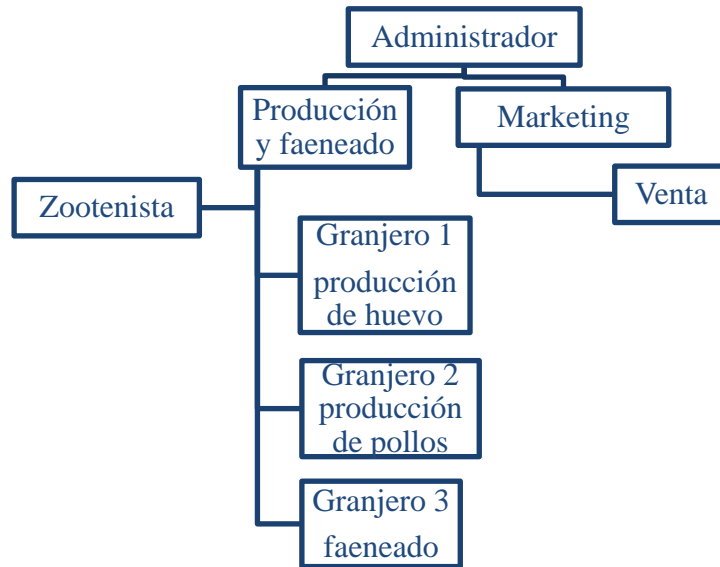 Administrador
Producción
y faeneado
Marketing
Zootenista
Venta
Granjero 1
producción
de huevo
Granjero 2
producción
de pollos
Granjero 3
faeneado